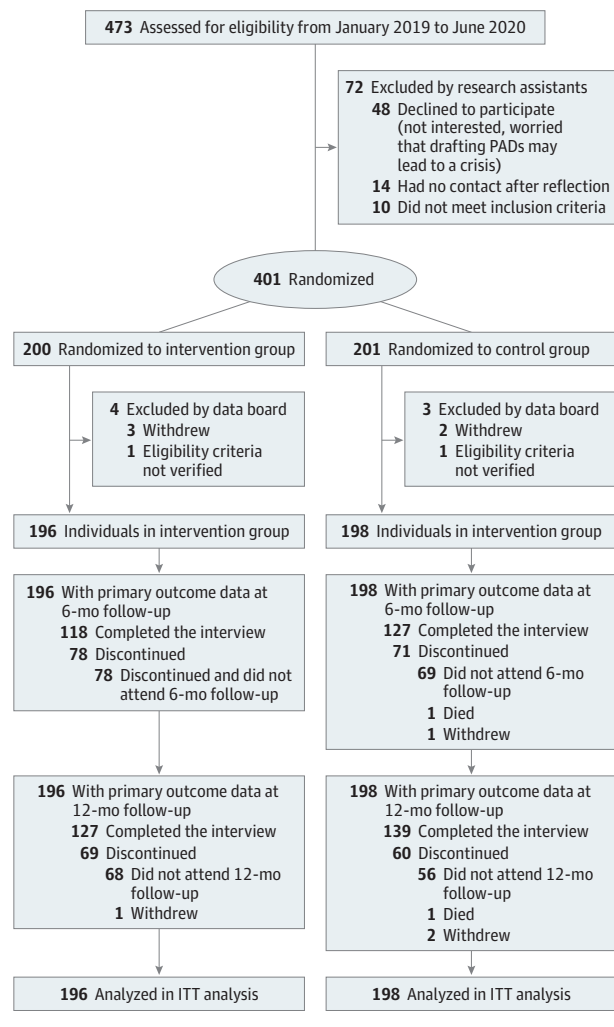 473 Assessed for eligibility from January 2019 to June 2020
72 Excluded by research assistants
48 Declined to participate
(not interested, worried
that drafting PADs may
lead to a crisis)
14 Had no contact after reflection
10 Did not meet inclusion criteria
401 Randomized
200 Randomized to intervention group
201 Randomized to control group
4 Excluded by data board
3 Withdrew
1 Eligibility criteria
not verified
3 Excluded by data board
2 Withdrew
1 Eligibility criteria
not verified
196 Individuals in intervention group
198 Individuals in intervention group
196 With primary outcome data at
6-mo follow-up
118 Completed the interview
78 Discontinued
78 Discontinued and did not
attend 6-mo follow-up
198 With primary outcome data at
6-mo follow-up
127 Completed the interview
71 Discontinued
69 Did not attend 6-mo
follow-up
1 Died
1 Withdrew
196 With primary outcome data at
12-mo follow-up
127 Completed the interview
69 Discontinued
68 Did not attend 12-mo
follow-up
1 Withdrew
198 With primary outcome data at
12-mo follow-up
139 Completed the interview
60 Discontinued
56 Did not attend 12-mo
follow-up
1 Died
2 Withdrew
196 Analyzed in ITT analysis
198 Analyzed in ITT analysis